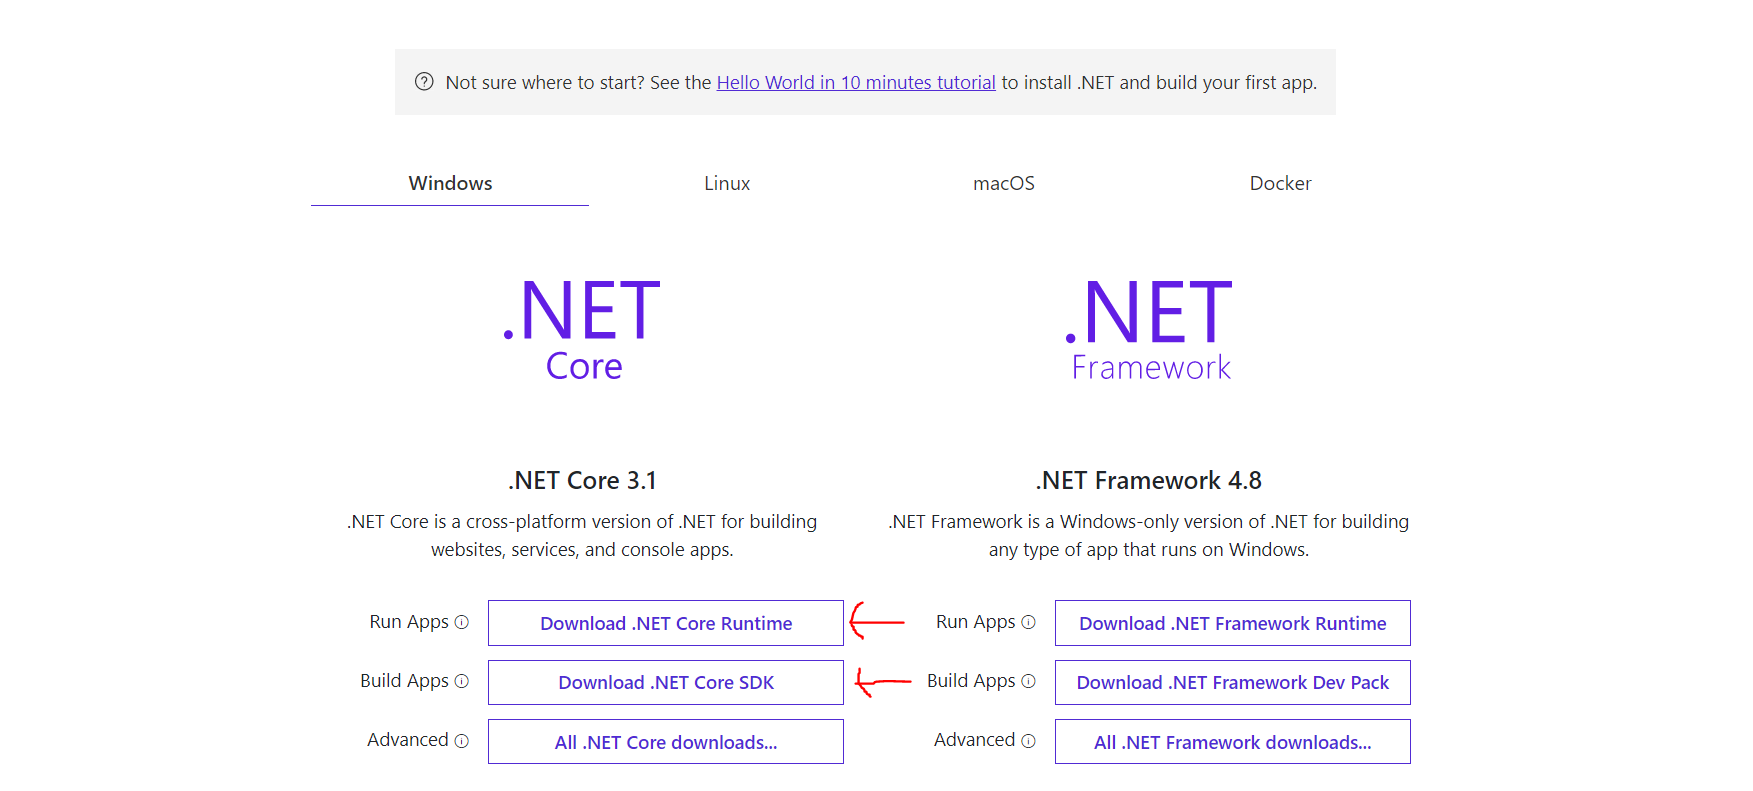 Not sure where to start? See the Hello World in 10 minutes tutorial to install .NET and build your first app.
Windows Linux macOS Docker
.NET
Core
.NET
Framework
.NET Core 3.1
.NET Core is a cross-platform version of .NET for building
websites, services, and console apps.
Run Apps Download .NET Core Runtime
Build Apps Download .NET Core SDK
Advanced All .NET Core downloads...
.NET Framework 4.8
.NET Framework is a Windows-only version of .NET for building
any type of app that runs on Windows.
Run Apps Download .NET Framework Runtime
Build Apps Download .NET Framework Dev Pack
Advanced All .NET Framework downloads...